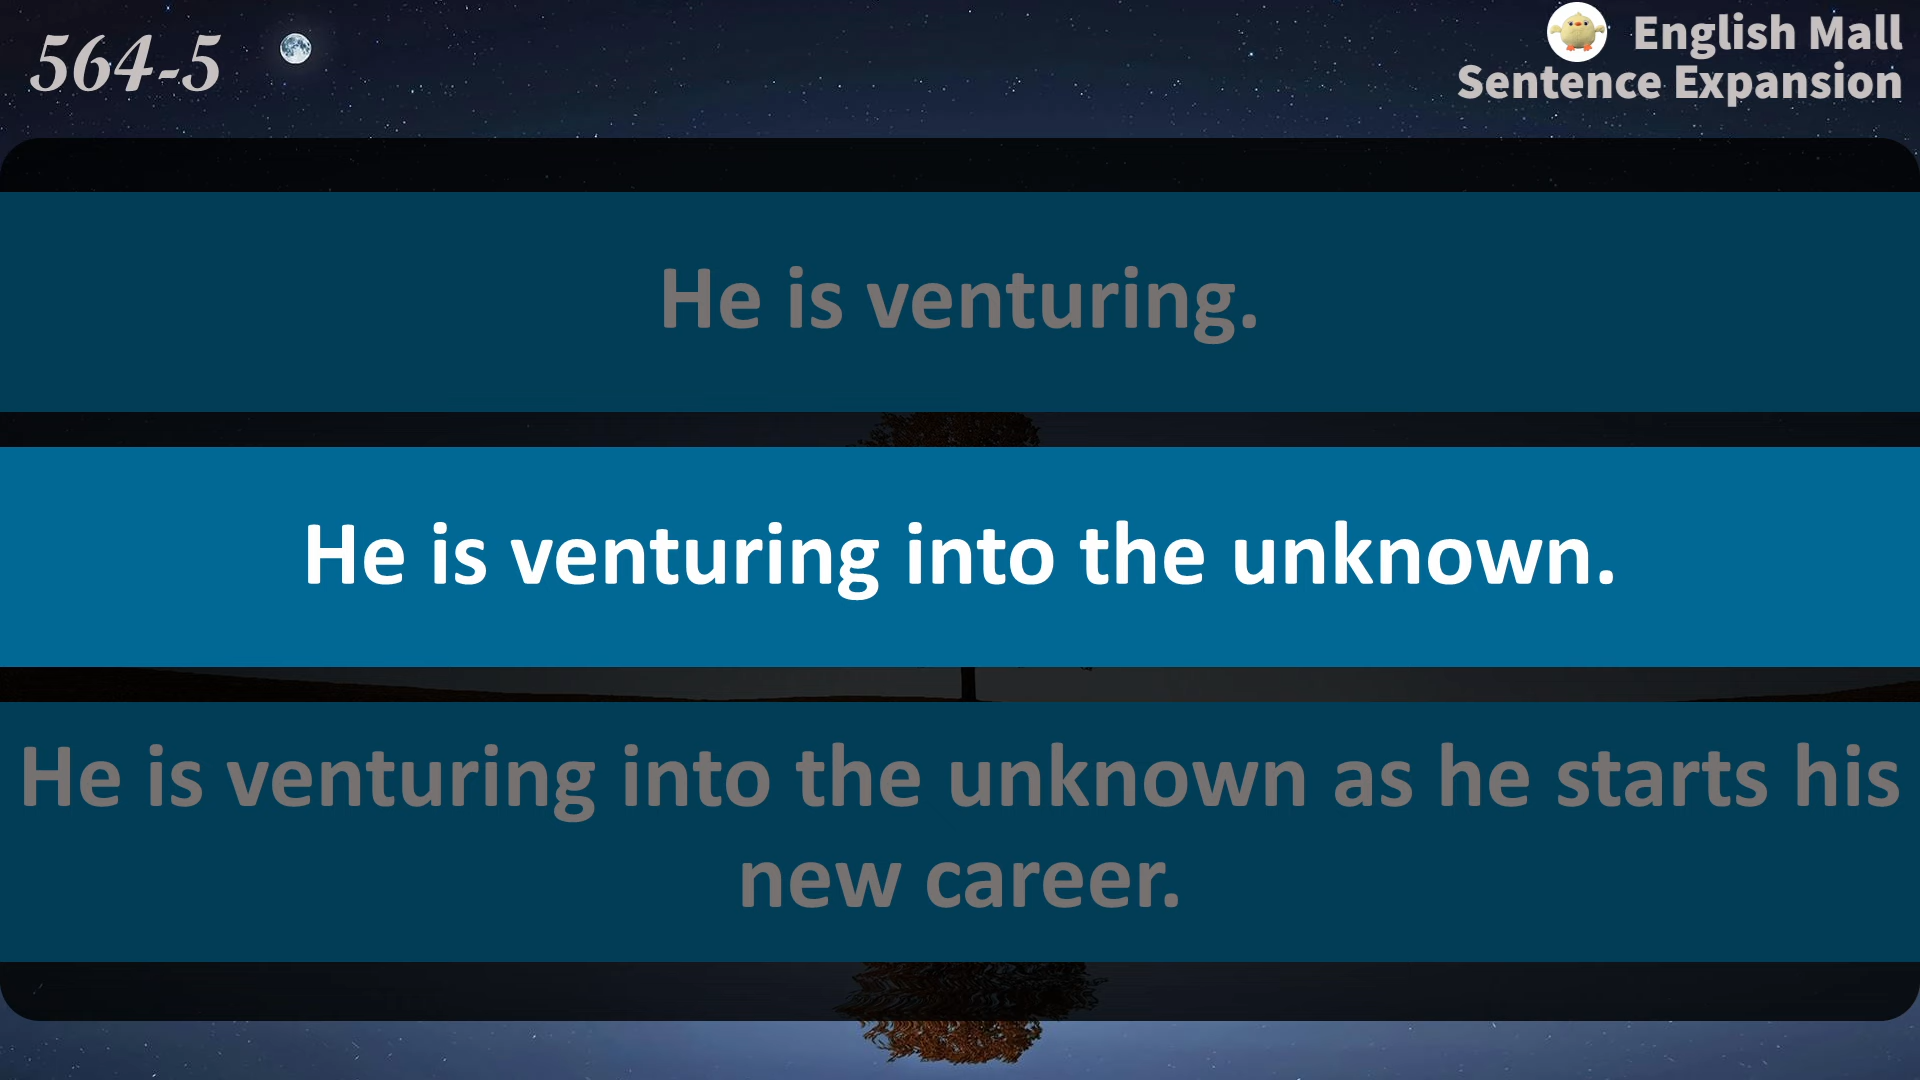 564-5
English Mall
Sentence Expansion
He is venturing.
He is venturing into the unknown.
He is venturing into the unknown as he starts his
new career.